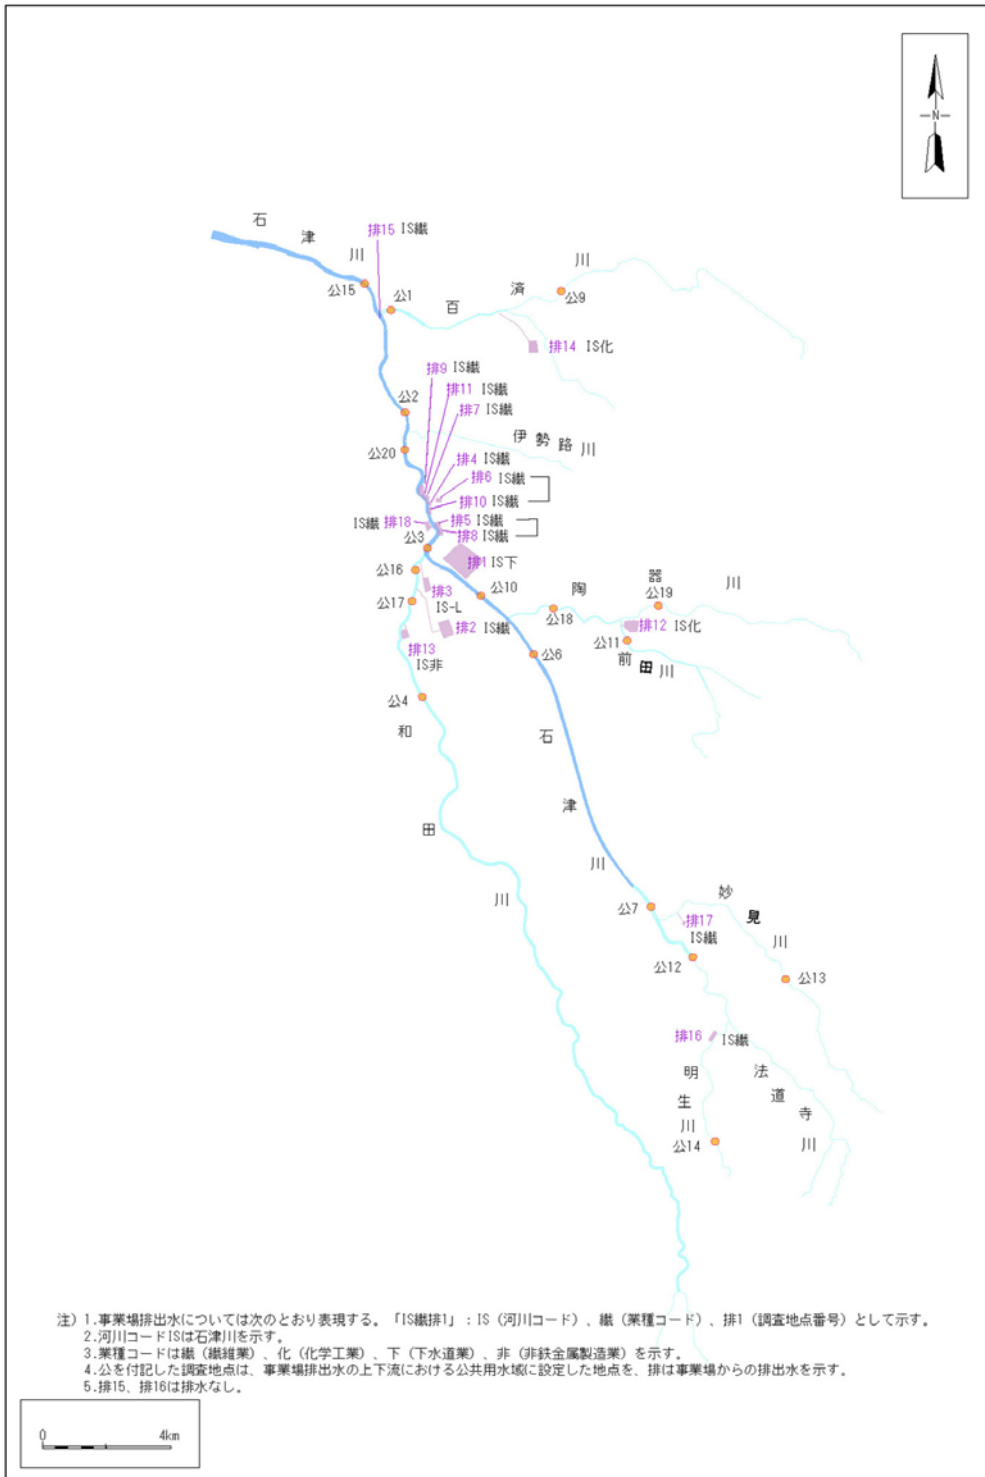 N
石津川
排15 IS繊
公15
公1
百済川
公9
排14 IS化
排9 IS繊
排11 IS繊
公2
排7 IS繊
伊勢路川
公20
排4 IS繊
排6 IS繊
排10 IS繊
IS繊 排18
排5 IS繊
排8 IS繊
公3
排1 IS下
公16
排3
IS-L
公10
陶器川
公19
公17
公18
排2 IS繊
排12 IS化
公11
前田川
排13
IS非
公6
公4
和田川
石津川
公7
妙見川
排17
IS繊
公12
公13
排16 IS繊
明生川
法道寺川
公14
注) 1.事業場排出水については次のとおり表現する。「IS繊排1」:IS(河川コード)、繊(業種コード)、排1(調査地点番号)として示す。
2.河川コードISは石津川を示す。
3.業種コードは繊(繊維業)、化(化学工業)、下(下水道業)、非(非鉄金属製造業)を示す。
4.公を付記した調査地点は、事業場排出水の上下流における公共用水域に設定した地点を、排は事業場からの排出水を示す。
5.排15、排16は排水なし。
0 4km